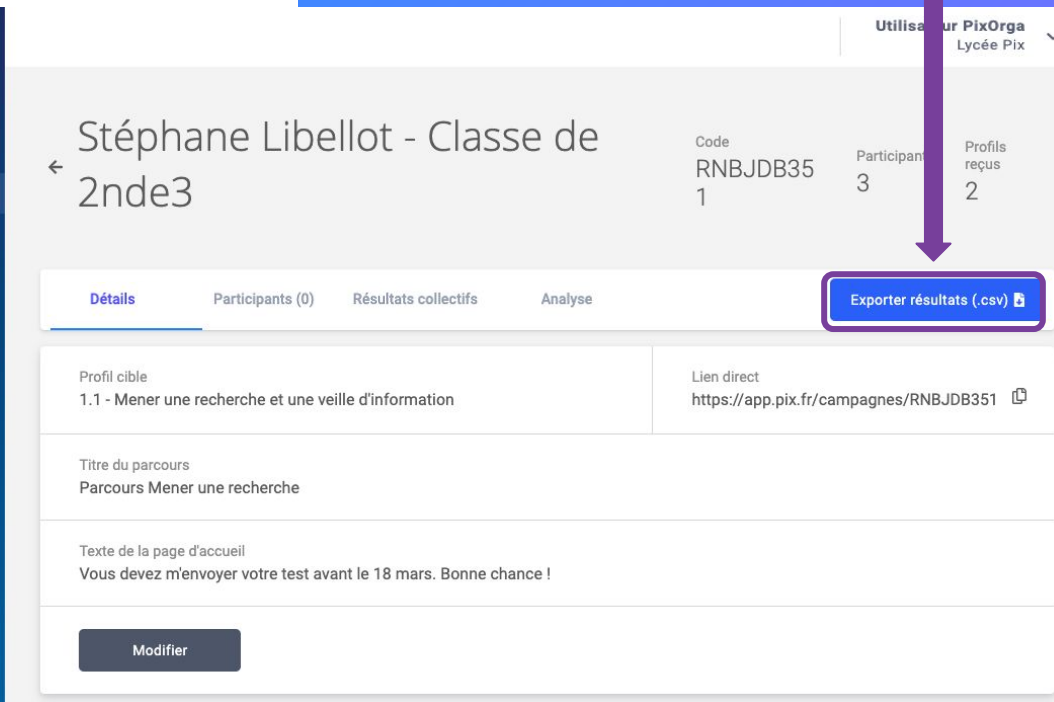 Utilisa ur PixOrga
Lycée Pix
Stéphane Libellot - Classe de
2nde3
Code
RNBJDB35
1
Participant
3
Profils
reçus
2
Détails
Participants (0)
Résultats collectifs
Analyse
Exporter résultats (.csv)
Profil cible
1.1 - Mener une recherche et une veille d'information
Lien direct
https://app.pix.fr/campagnes/RNBJDB351
Titre du parcours
Parcours Mener une recherche
Texte de la page d'accueil
Vous devez m'envoyer votre test avant le 18 mars. Bonne chance !
Modifier